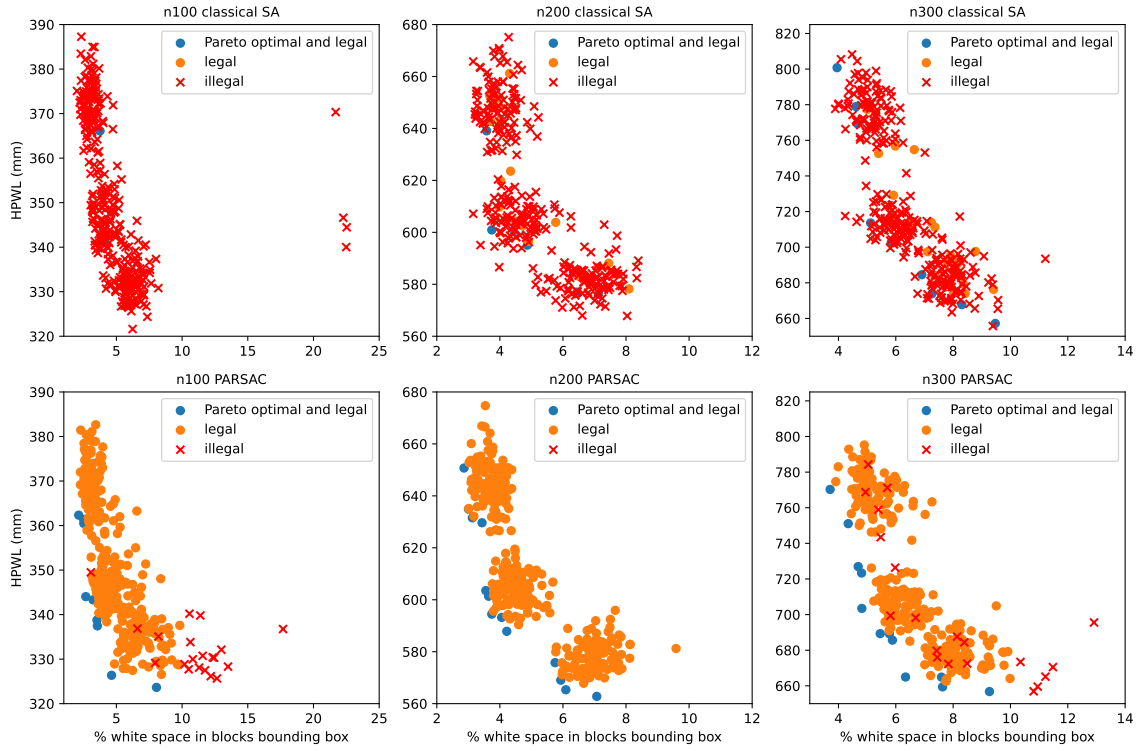 n100 classical SA
390
380
370
360
350
340
330
320
HPWL (mm)
5
10
15
20
25
Pareto optimal and legal
legal
illegal
n200 classical SA
680
660
640
620
600
580
560
2
4
6
8
10
12
Pareto optimal and legal
legal
illegal
n300 classical SA
820
800
780
760
740
720
700
680
660
4
6
8
10
12
14
Pareto optimal and legal
legal
illegal
n100 PARSAC
390
380
370
360
350
340
330
320
HPWL (mm)
5
10
15
20
25
% white space in blocks bounding box
Pareto optimal and legal
legal
illegal
n200 PARSAC
680
660
640
620
600
580
560
2
4
6
8
10
12
% white space in blocks bounding box
Pareto optimal and legal
legal
illegal
n300 PARSAC
820
800
780
760
740
720
700
680
660
4
6
8
10
12
14
% white space in blocks bounding box
Pareto optimal and legal
legal
illegal